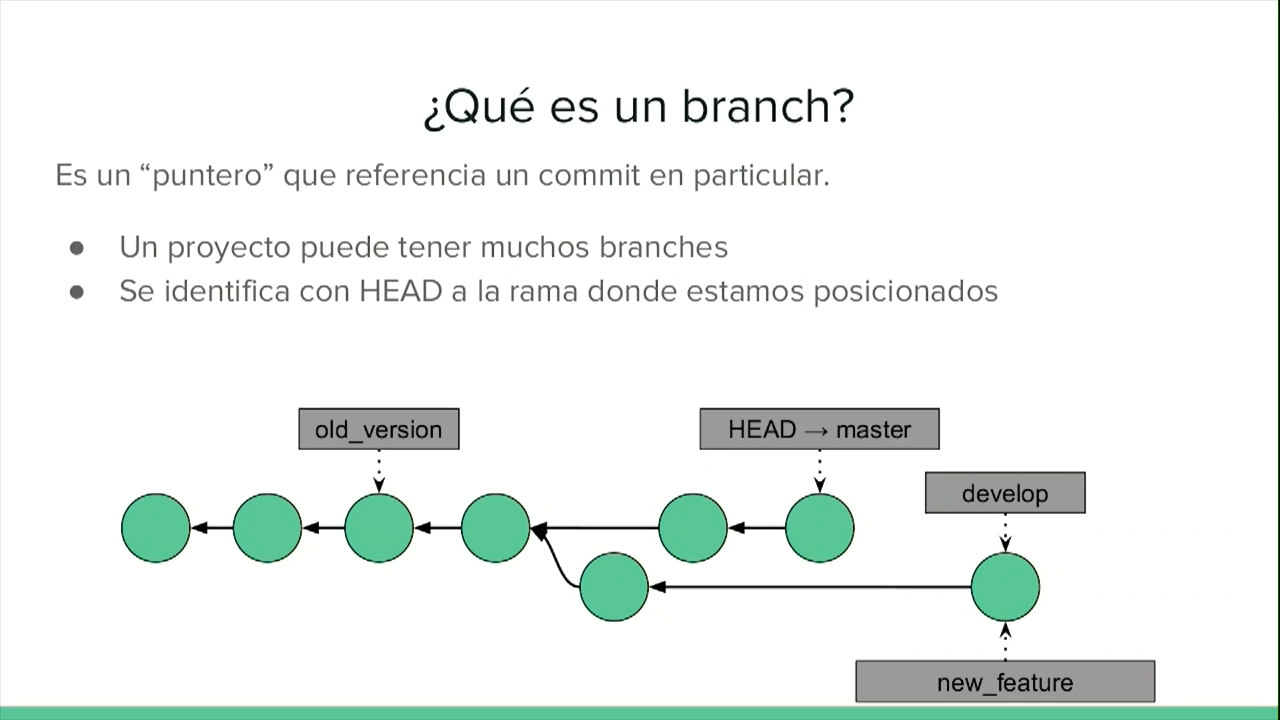 ¿Qué es un branch?
Es un “puntero” que referencia un commit en particular.
● Un proyecto puede tener muchos branches
● Se identifica con HEAD a la rama donde estamos posicionados
old_version
HEAD → master
develop
new_feature